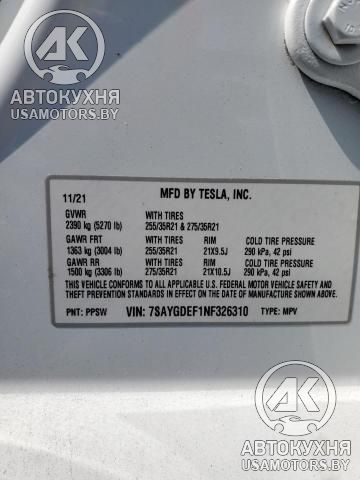 АК
АВТОКУХНЯ
USAMOTORS.BY
11/21 MFD BY TESLA, INC.
GVWR WITH TIRES
2390 kg (5270 lb) 255/35R21 & 275/35R21
GAWR FRT WITH TIRES RIM COLD TIRE PRESSURE
1363 kg (3004 lb) 255/35R21 21X9.5J 290 kPa, 42 psi
GAWR RR WITH TIRES RIM COLD TIRE PRESSURE
1500 kg (3306 lb) 275/35R21 21X10.5J 290 kPa, 42 psi
THIS VEHICLE CONFORMS TO ALL APPLICABLE U.S. FEDERAL MOTOR VEHICLE SAFETY AND
THEFT PREVENTION STANDARDS IN EFFECT ON THE DATE OF MANUFACTURE SHOWN ABOVE.
PNT: PPSW VIN: 7SAYGDEF1NF326310 TYPE: MPV
АК
АВТОКУХНЯ
USAMOTORS.BY